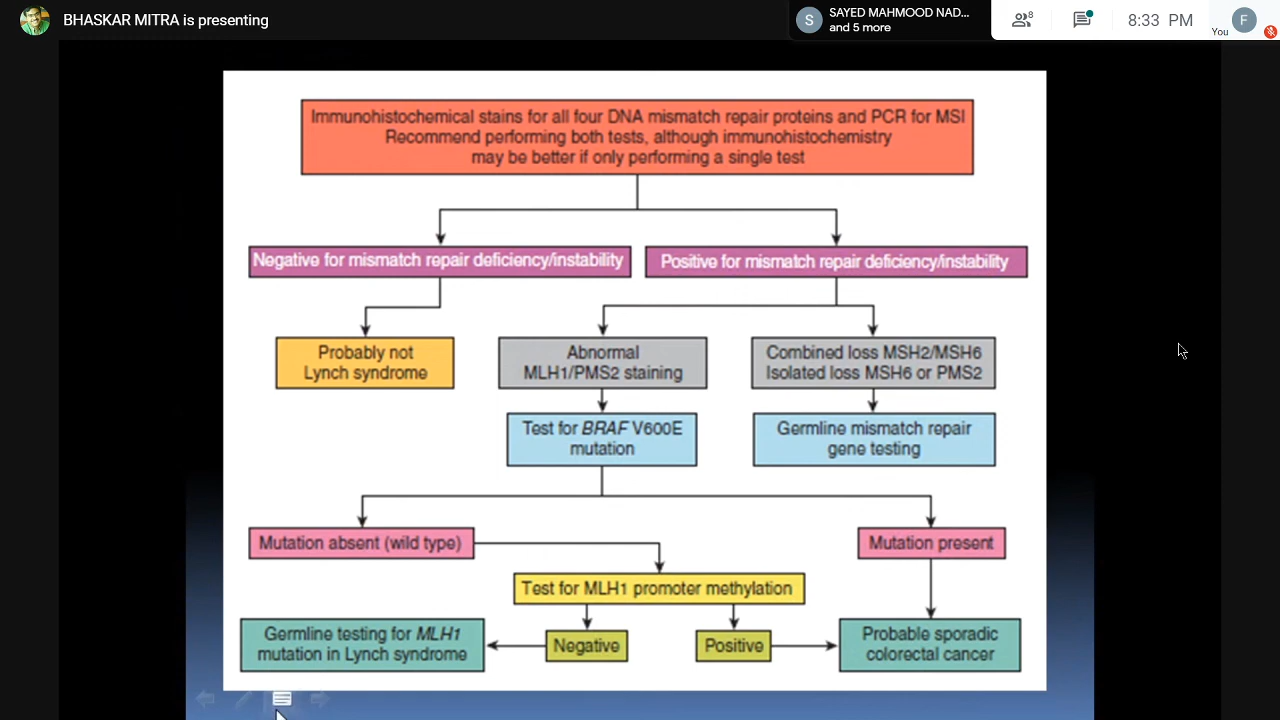 BHASKAR MITRA is presenting
S
SAYED MAHMOOD NAD...
and 5 more
8
8:33 PM
You
F
Immunohistochemical stains for all four DNA mismatch repair proteins and PCR for MSI
Recommend performing both tests, although immunohistochemistry
may be better if only performing a single test
Negative for mismatch repair deficiency/instability
Positive for mismatch repair deficiency/instability
Probably not
Lynch syndrome
Abnormal
MLH1/PMS2 staining
Combined loss MSH2/MSH6
Isolated loss MSH6 or PMS2
Test for BRAF V600E
mutation
Germline mismatch repair
gene testing
Mutation absent (wild type)
Mutation present
Test for MLH1 promoter methylation
Germline testing for MLH1
mutation in Lynch syndrome
Negative
Positive
Probable sporadic
colorectal cancer